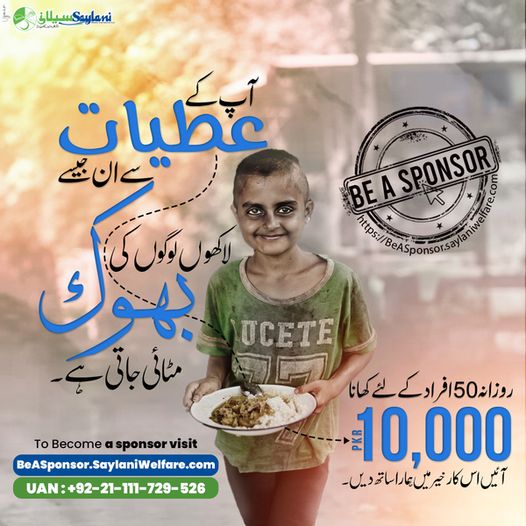 سیلانی Saylani
آپ کے
عطیات
سے ان جیسے
لاکھوں لوگوں کی
بھوک
مٹائی جاتی ہے۔
BE A SPONSOR
https://BeASponsor.saylaniwelfare.com
UCETE
77
روزانہ 50 افراد کے لئے کھانا
PKR 10,000
آئیں اس کار خیر میں ہمارا ساتھ دیں۔
To Become a sponsor visit
BeASponsor.SaylaniWelfare.com
UAN : +92-21-111-729-526